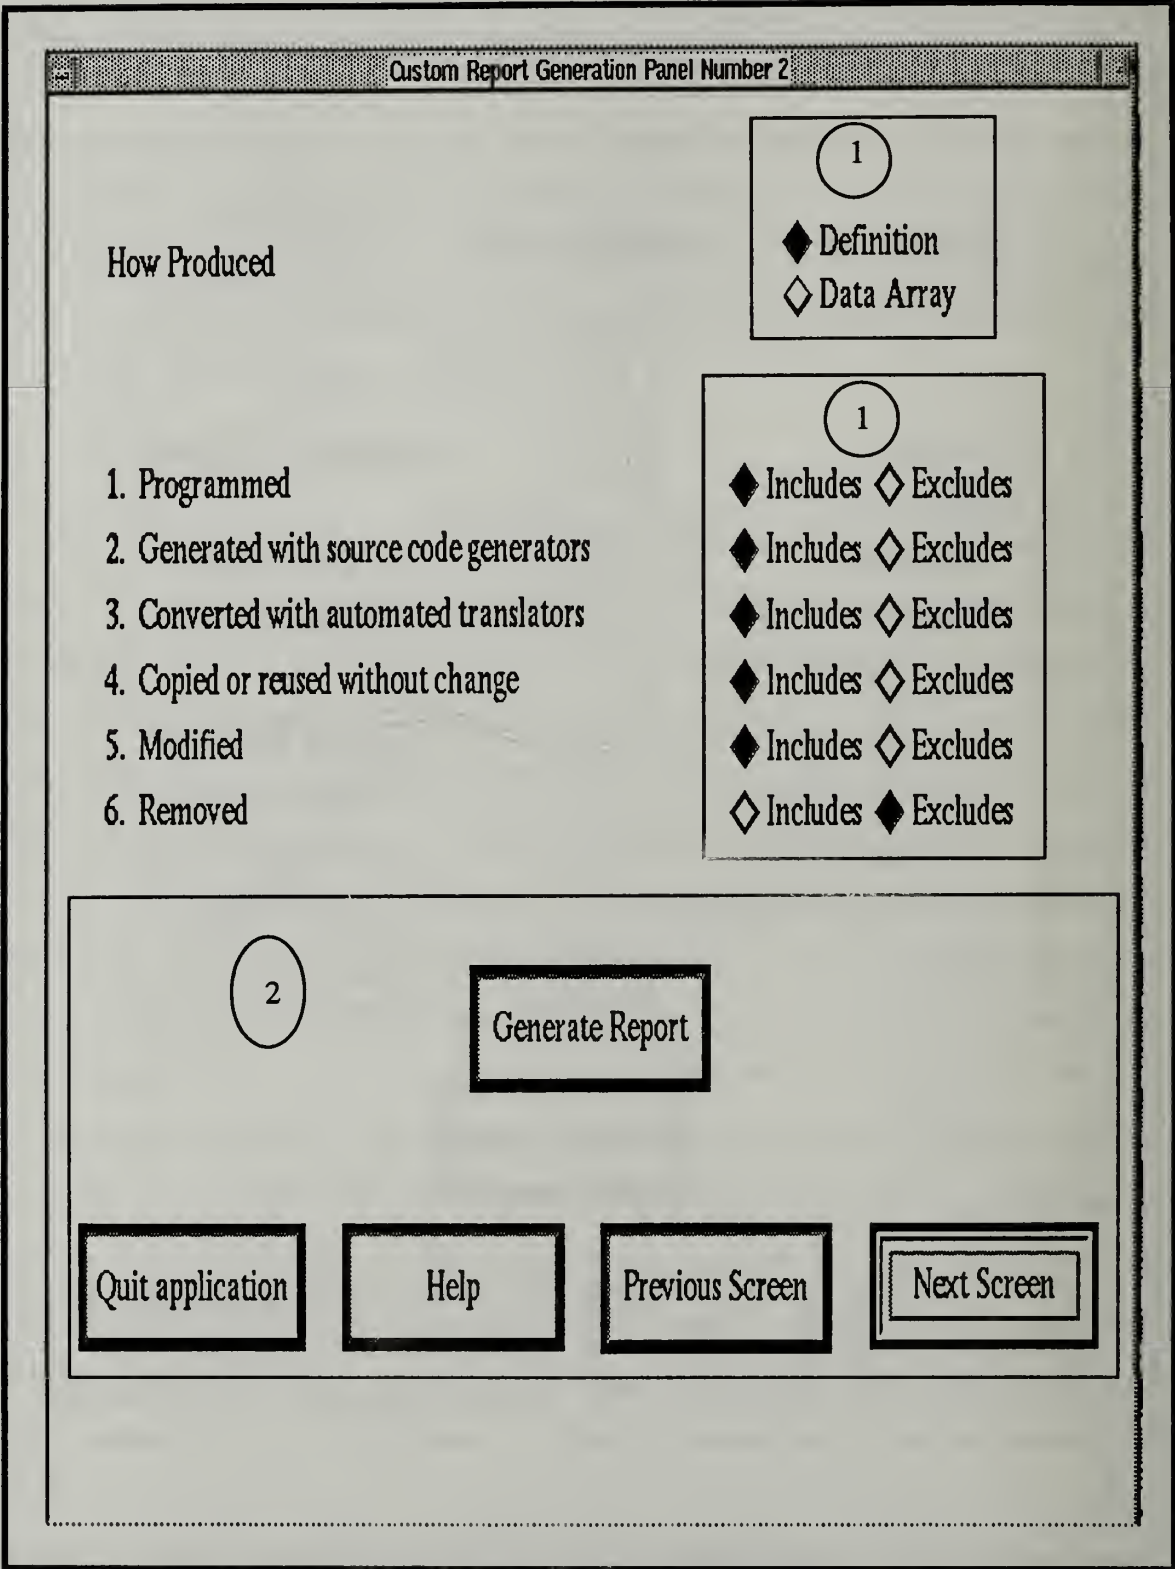 Custom Report Generation Panel Number 2
1
How Produced
Definition
Data Array
1
1. Programmed Includes Excludes
2. Generated with source code generators Includes Excludes
3. Converted with automated translators Includes Excludes
4. Copied or reused without change Includes Excludes
5. Modified Includes Excludes
6. Removed Includes Excludes
2
Generate Report
Quit application Help Previous Screen Next Screen